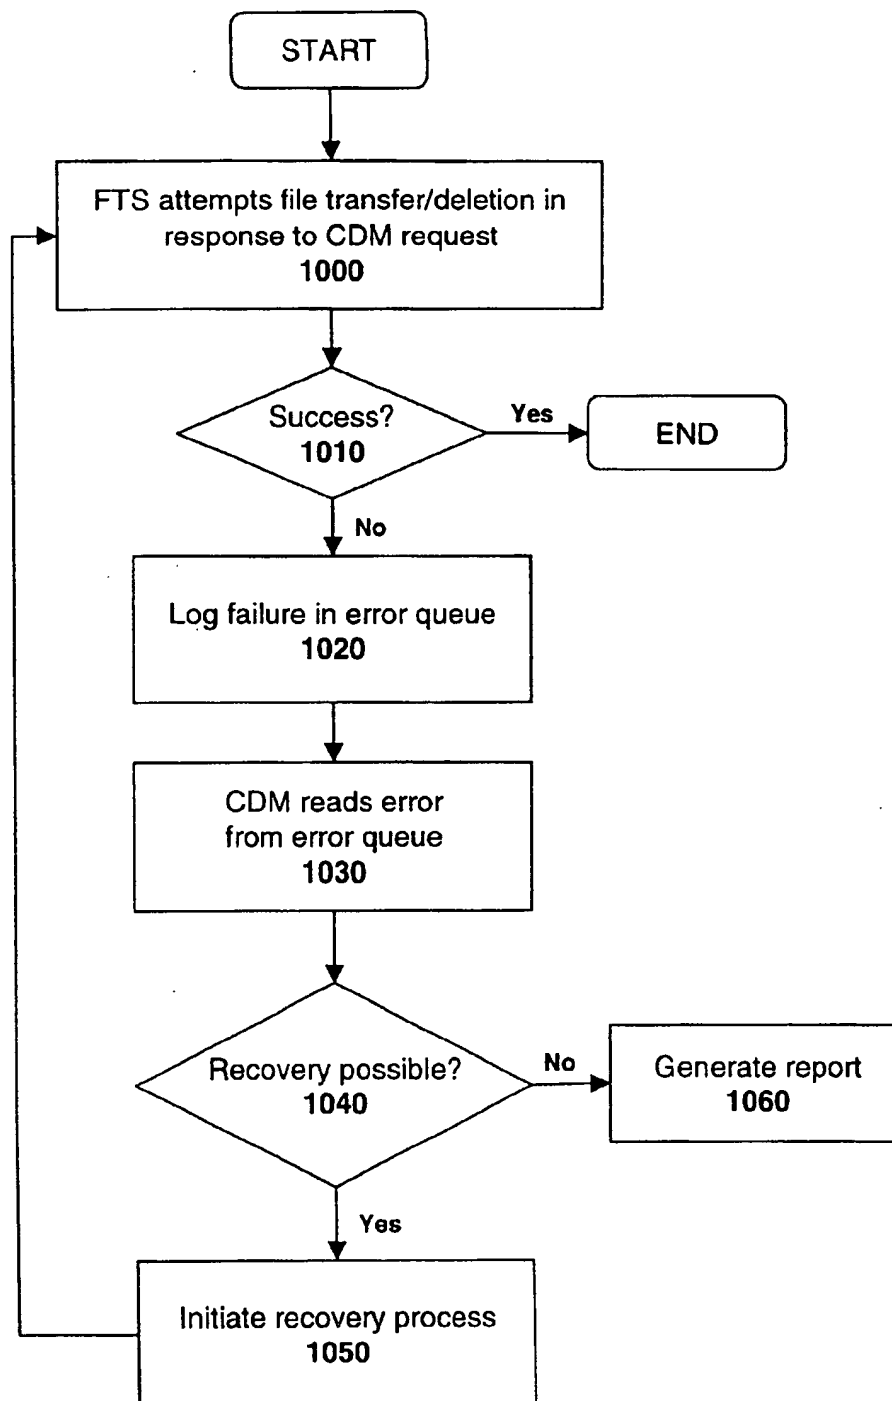 START
FTS attempts file transfer/deletion in
response to CDM request
1000
Success?
1010
Yes
END
No
Log failure in error queue
1020
CDM reads error
from error queue
1030
Recovery possible?
1040
No
Generate report
1060
Yes
Initiate recovery process
1050